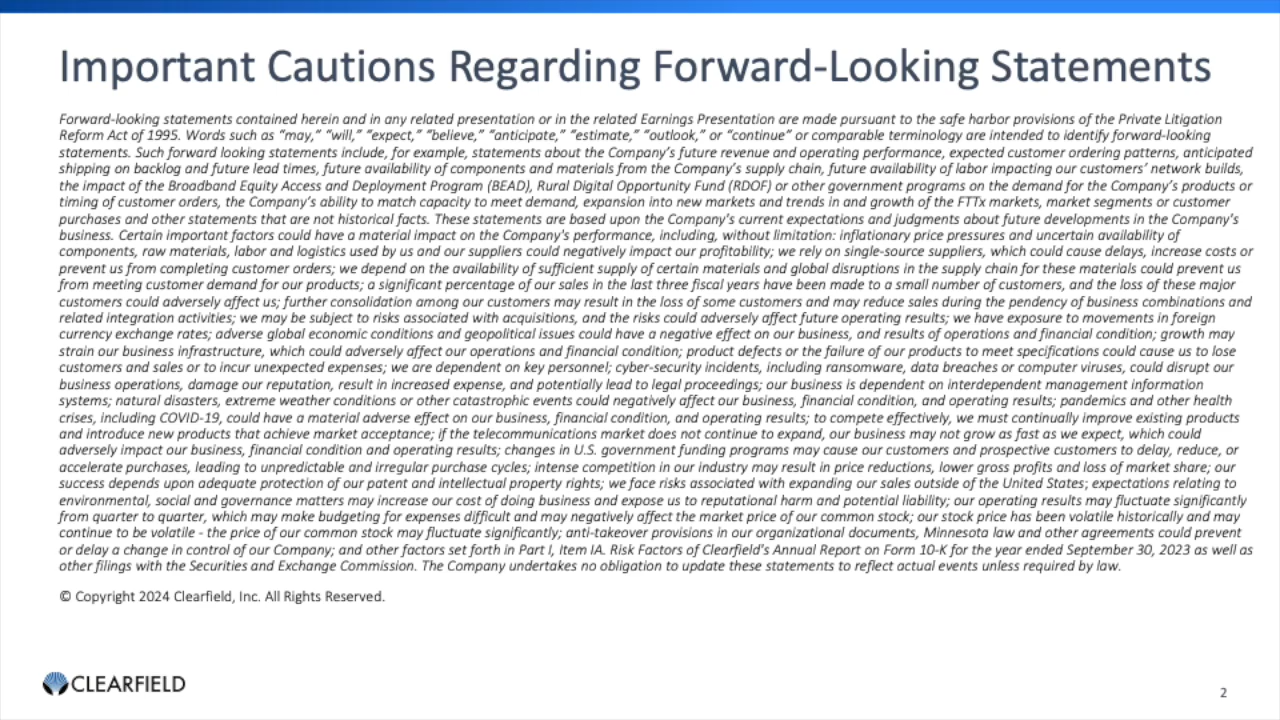 Important Cautions Regarding Forward-Looking Statements
Forward-looking statements contained herein and in any related presentation or in the related Earnings Presentation are made pursuant to the safe harbor provisions of the Private Litigation
Reform Act of 1995. Words such as “may,” “will,” “expect,” “believe,” “anticipate,” “estimate,” “outlook,” or “continue” or comparable terminology are intended to identify forward-looking
statements. Such forward looking statements include, for example, statements about the Company’s future revenue and operating performance, expected customer ordering patterns, anticipated
shipping on backlog and future lead times, future availability of components and materials from the Company’s supply chain, future availability of labor impacting our customers’ network builds,
the impact of the Broadband Equity Access and Deployment Program (BEAD), Rural Digital Opportunity Fund (RDOF) or other government programs on the demand for the Company’s products or
timing of customer orders, the Company’s ability to match capacity to meet demand, expansion into new markets and trends in and growth of the FTTx markets, market segments or customer
purchases and other statements that are not historical facts. These statements are based upon the Company’s current expectations and judgments about future developments in the Company’s
business. Certain important factors could have a material impact on the Company's performance, including, without limitation: inflationary price pressures and uncertain availability of
components, raw materials, labor and logistics used by us and our suppliers could negatively impact our profitability; we rely on single-source suppliers, which could cause delays, increase costs or
prevent us from completing customer orders; we depend on the availability of sufficient supply of certain materials and global disruptions in the supply chain for these materials could prevent us
from meeting customer demand for our products; a significant percentage of our sales in the last three fiscal years have been made to a small number of customers, and the loss of these major
customers could adversely affect us; further consolidation among our customers may result in the loss of some customers and may reduce sales during the pendency of business combinations and
related integration activities; we may be subject to risks associated with acquisitions, and the risks could adversely affect future operating results; we have exposure to movements in foreign
currency exchange rates; adverse global economic conditions and geopolitical issues could have a negative effect on our business, and results of operations and financial condition; growth may
strain our business infrastructure, which could adversely affect our operations and financial condition; product defects or the failure of our products to meet specifications could cause us to lose
customers and sales or to incur unexpected expenses; we are dependent on key personnel; cyber-security incidents, including ransomware, data breaches or computer viruses, could disrupt our
business operations, damage our reputation, result in increased expense, and potentially lead to legal proceedings; our business is dependent on interdependent management information
systems; natural disasters, extreme weather conditions or other catastrophic events could negatively affect our business, financial condition, and operating results; pandemics and other health
crises, including COVID-19, could have a material adverse effect on our business, financial condition, and operating results; to compete effectively, we must continually improve existing products
and introduce new products that achieve market acceptance; if the telecommunications market does not continue to expand, our business may not grow as fast as we expect, which could
adversely impact our business, financial condition and operating results; changes in U.S. government funding programs may cause our customers and prospective customers to delay, reduce, or
accelerate purchases, leading to unpredictable and irregular purchase cycles; intense competition in our industry may result in price reductions, lower gross profits and loss of market share; our
success depends upon adequate protection of our patent and intellectual property rights; we face risks associated with expanding our sales outside of the United States; expectations relating to
environmental, social and governance matters may increase our cost of doing business and expose us to reputational harm and potential liability; our operating results may fluctuate significantly
from quarter to quarter, which may make budgeting for expenses difficult and may negatively affect the market price of our common stock; our stock price has been volatile historically and may
continue to be volatile - the price of our common stock may fluctuate significantly; anti-takeover provisions in our organizational documents, Minnesota law and other agreements could prevent
or delay a change in control of our Company; and other factors set forth in Part I, Item IA. Risk Factors of Clearfield's Annual Report on Form 10-K for the year ended September 30, 2023 as well as
other filings with the Securities and Exchange Commission. The Company undertakes no obligation to update these statements to reflect actual events unless required by law.
© Copyright 2024 Clearfield, Inc. All Rights Reserved.
CLEARFIELD
2